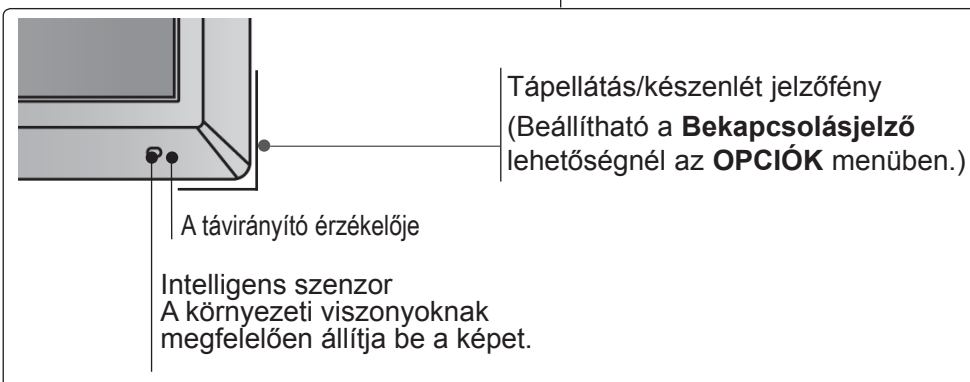 Tápellátás/készenlét jelzőfény
(Beállítható a Bekapcsolásjelző
lehetőségnél az OPCIÓK menüben.)
A távirányító érzékelője
Intelligens szenzor
A környezeti viszonyoknak
megfelelően állítja be a képet.